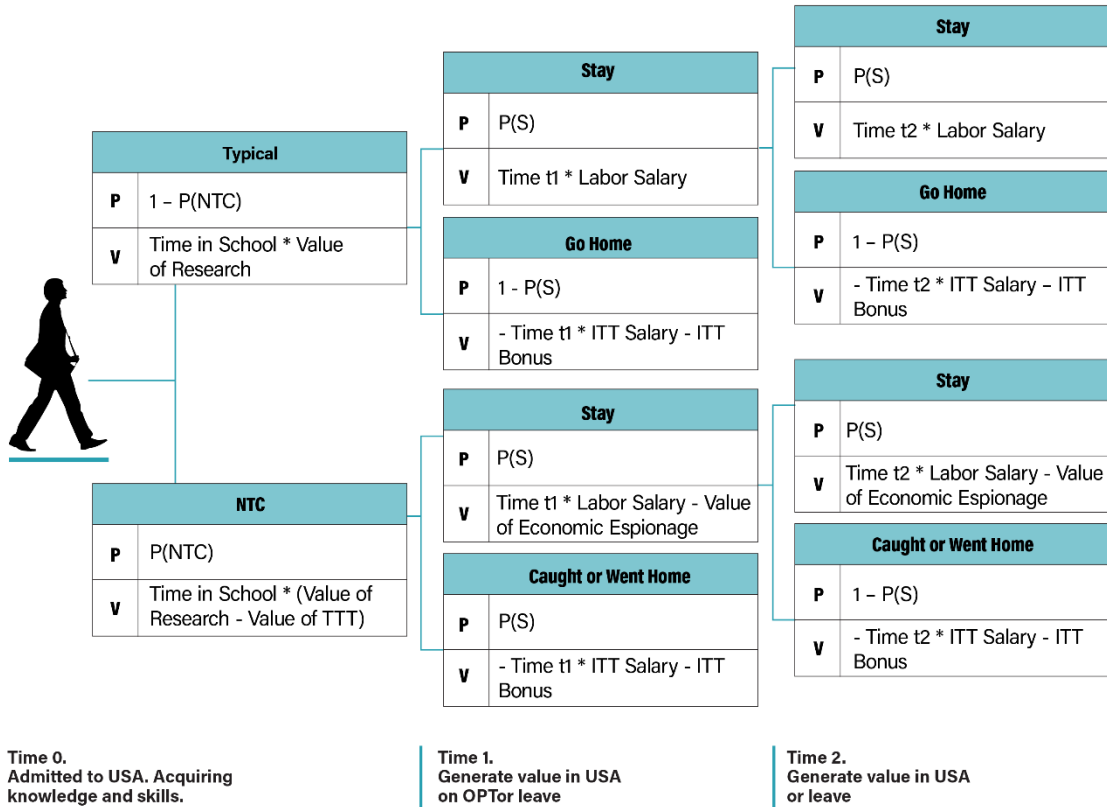 Typical
P 1 – P(NTC)
V Time in School * Value
of Research
NTC
P P(NTC)
V Time in School * (Value of
Research - Value of TTT)
Stay
P P(S)
V Time t1 * Labor Salary
Go Home
P 1 - P(S)
V - Time t1 * ITT Salary - ITT
Bonus
Stay
P P(S)
V Time t1 * Labor Salary - Value
of Economic Espionage
Caught or Went Home
P P(S)
V - Time t1 * ITT Salary - ITT
Bonus
Stay
P P(S)
V Time t2 * Labor Salary
Go Home
P 1 – P(S)
V - Time t2 * ITT Salary – ITT
Bonus
Stay
P P(S)
V Time t2 * Labor Salary - Value
of Economic Espionage
Caught or Went Home
P 1 – P(S)
V - Time t2 * ITT Salary - ITT
Bonus
Time 0.
Admitted to USA. Acquiring
knowledge and skills.
Time 1.
Generate value in USA
on OPTor leave
Time 2.
Generate value in USA
or leave